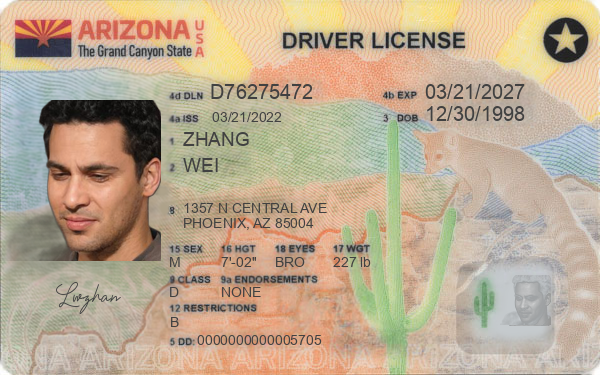 ARIZONA USA
The Grand Canyon State
DRIVER LICENSE
4d DLN D76275472
4b EXP 03/21/2027
4a ISS 03/21/2022
3 DOB 12/30/1998
1 ZHANG
2 WEI
8 1357 N CENTRAL AVE
PHOENIX, AZ 85004
15 SEX 16 HGT 18 EYES 17 WGT
M 7'-02" BRO 227 lb
9 CLASS 9a ENDORSEMENTS
D NONE
12 RESTRICTIONS
B
5 DD: 0000000000005705
Lwzhan
ARIZONA ARIZONA ARIZONA ARIZONA